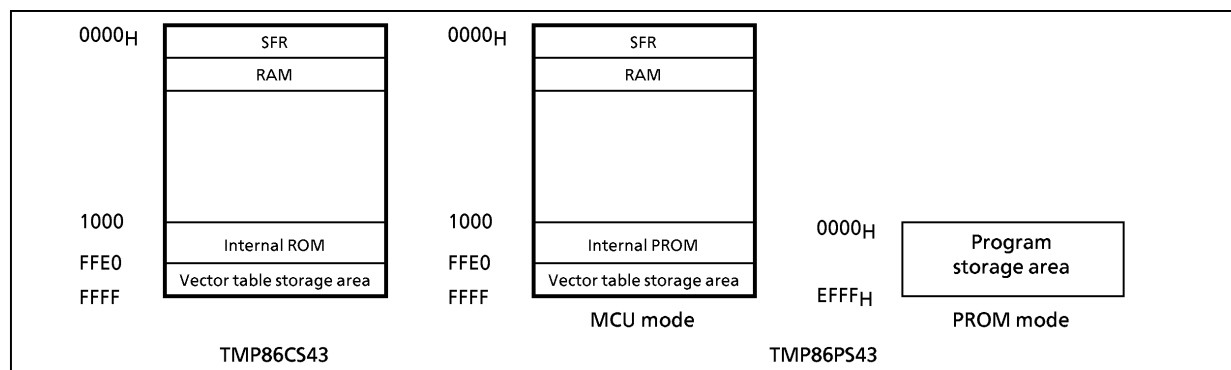 0000H
SFR
RAM
1000
Internal ROM
FFE0
Vector table storage area
FFFF
TMP86CS43
0000H
SFR
RAM
1000
Internal PROM
FFE0
Vector table storage area
FFFF
MCU mode
0000H
Program
storage area
EFFFH
PROM mode
TMP86PS43